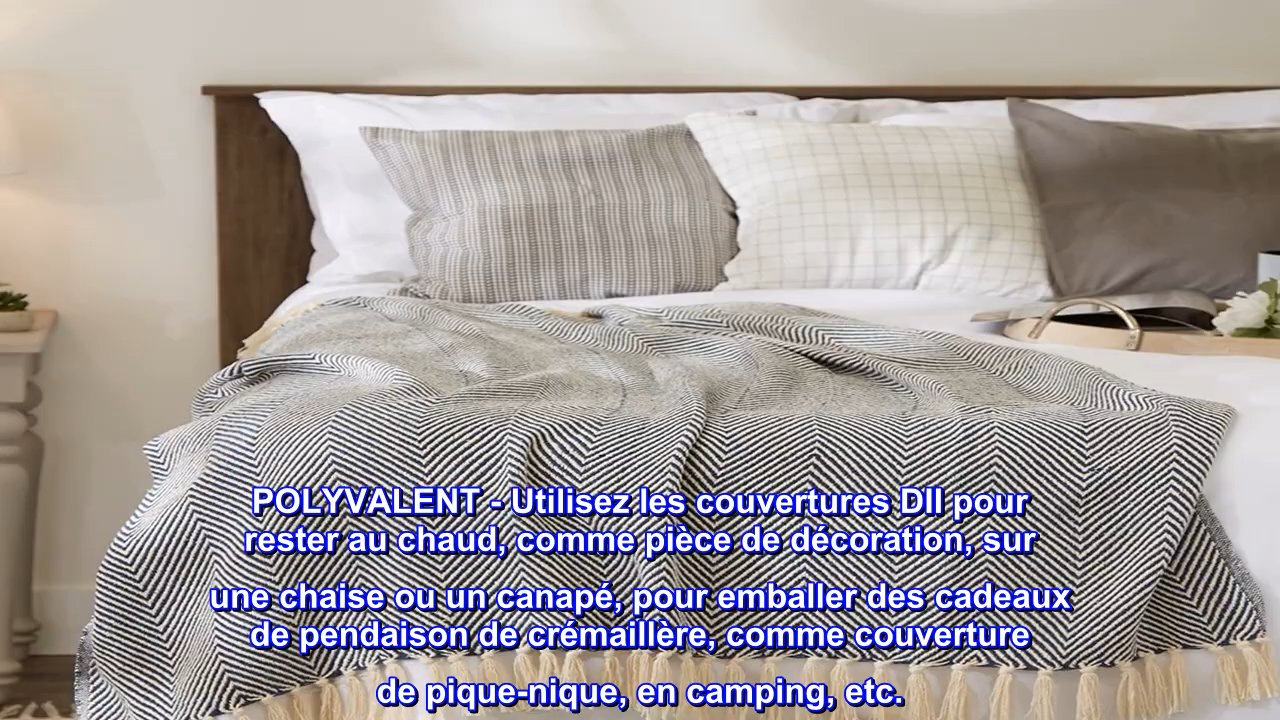 POLYVALENT - Utilisez les couvertures DII pour
rester au chaud, comme pièce de décoration, sur
une chaise ou un canapé, pour emballer des cadeaux
de pendaison de crémaillère, comme couverture
de pique-nique, en camping, etc.